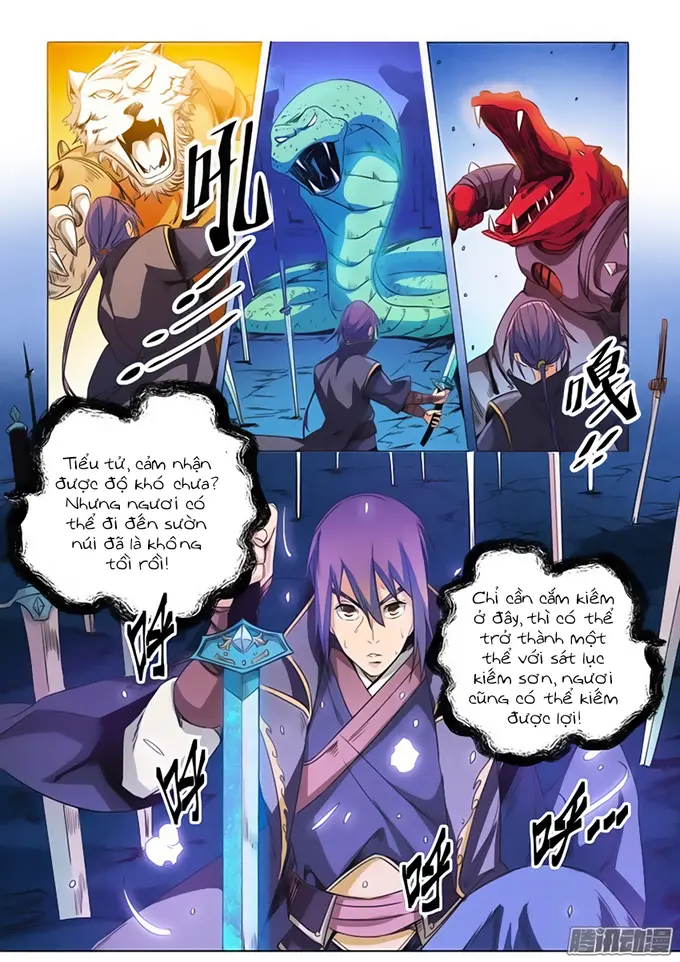 吼
嘎
Tiểu tử, cảm nhận
được độ khó chưa?
Nhưng ngươi có
thể đi đến sườn
núi đã là không
tồi rồi!
Chỉ cần cắm kiếm
ở đây, thì có thể
trở thành một
thể với sát lục
kiếm sơn, ngươi
cũng có thể kiếm
được lợi!
呼
呼
呼
呼...
腾讯动漫